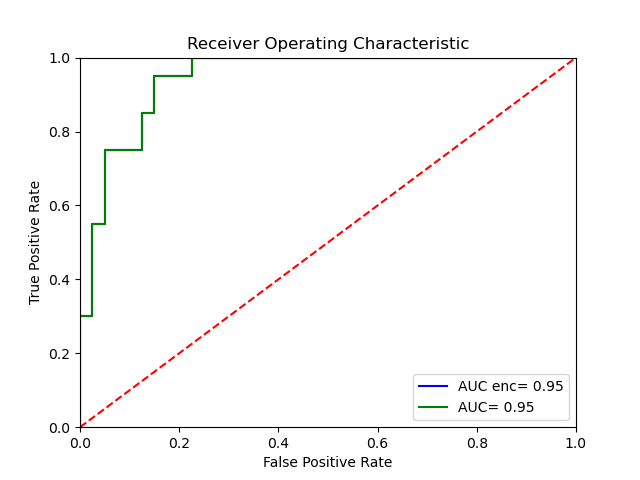 Receiver Operating Characteristic
1.0
0.8
0.6
0.4
0.2
0.0
True Positive Rate
AUC enc= 0.95
AUC= 0.95
0.0 0.2 0.4 0.6 0.8 1.0
False Positive Rate